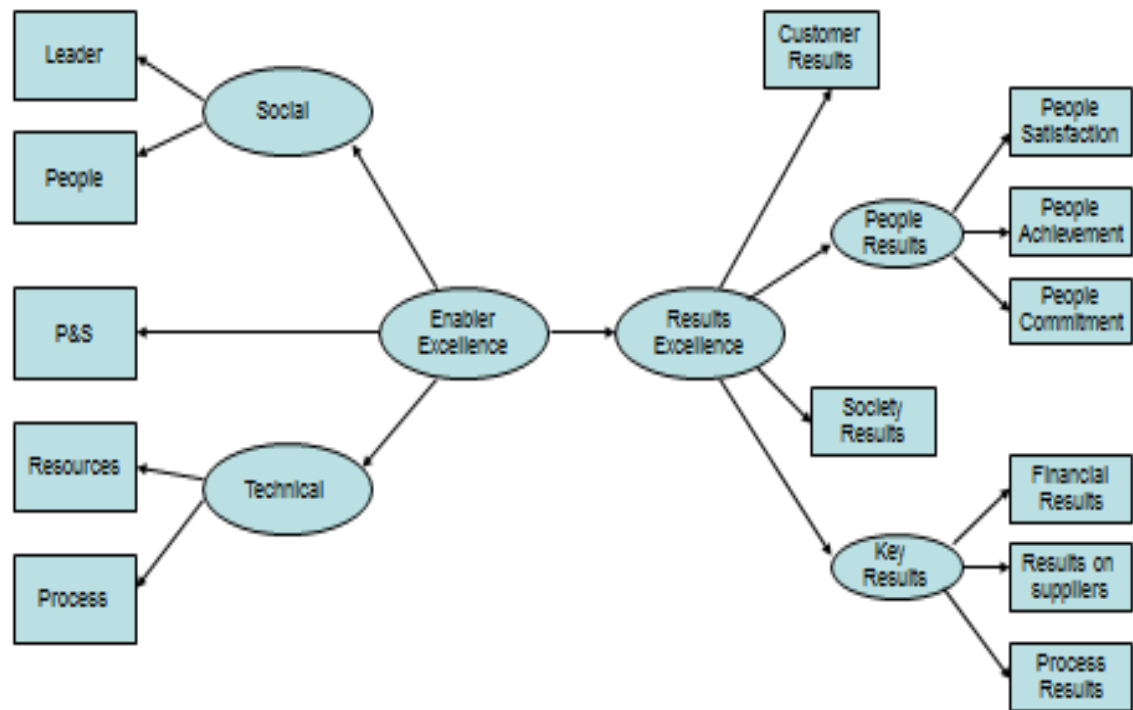 Leader
Social
People
P&S
Enabler
Excellence
Resources
Technical
Process
Customer
Results
People
Satisfaction
People
Results
People
Achievement
People
Commitment
Results
Excellence
Society
Results
Financial
Results
Key
Results
Results on
suppliers
Process
Results